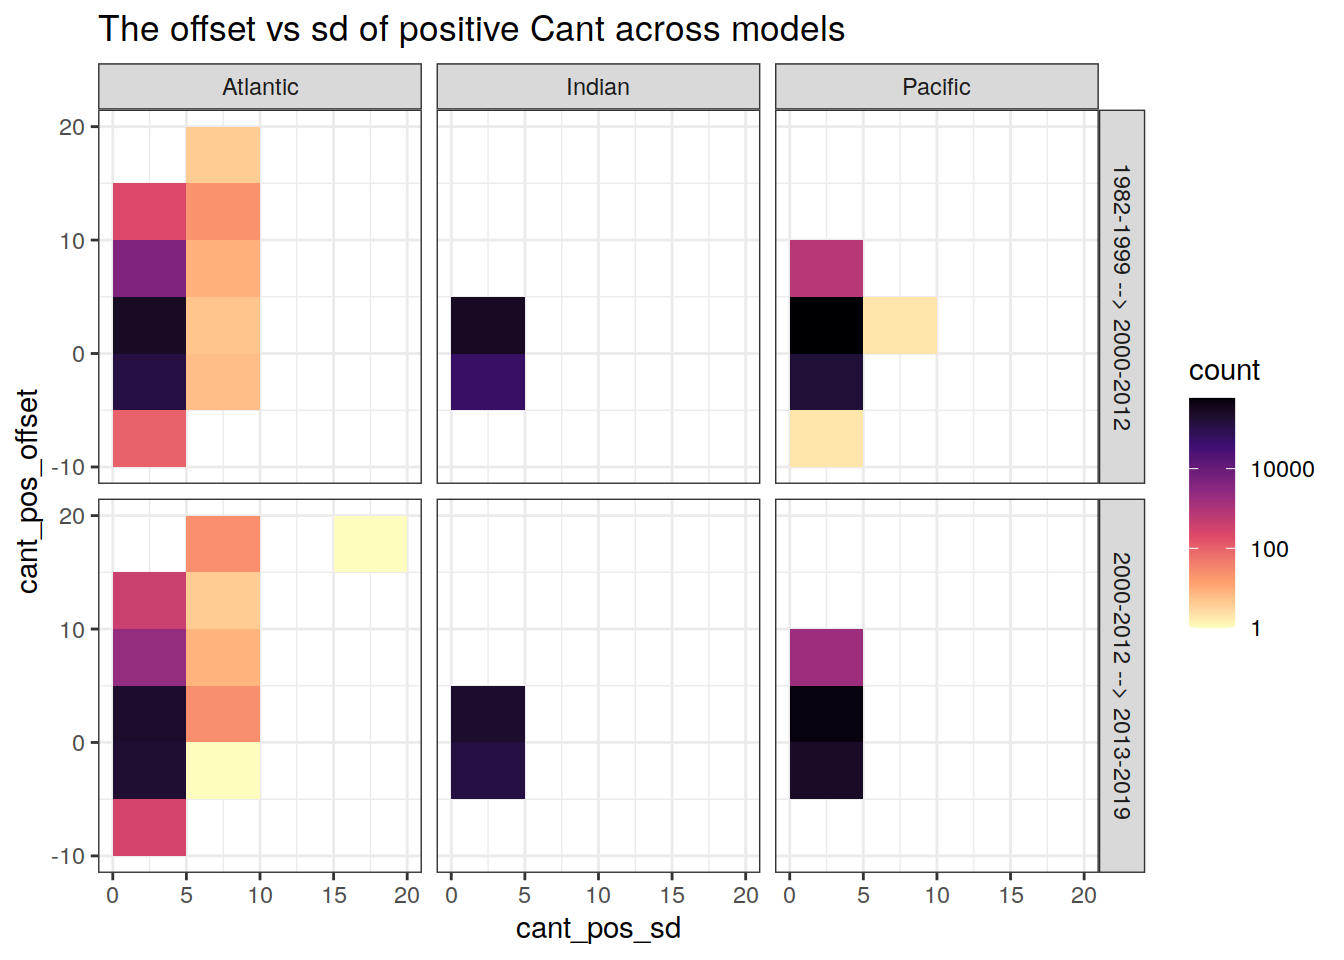 The offset vs sd of positive Cant across models
Atlantic
Indian
Pacific
20
10
0
-10
1982-1999 --> 2000-2012
20
10
0
-10
2000-2012 --> 2013-2019
0 5 10 15 20
0 5 10 15 20
0 5 10 15 20
cant_pos_sd
cant_pos_offset
count
10000
100
1